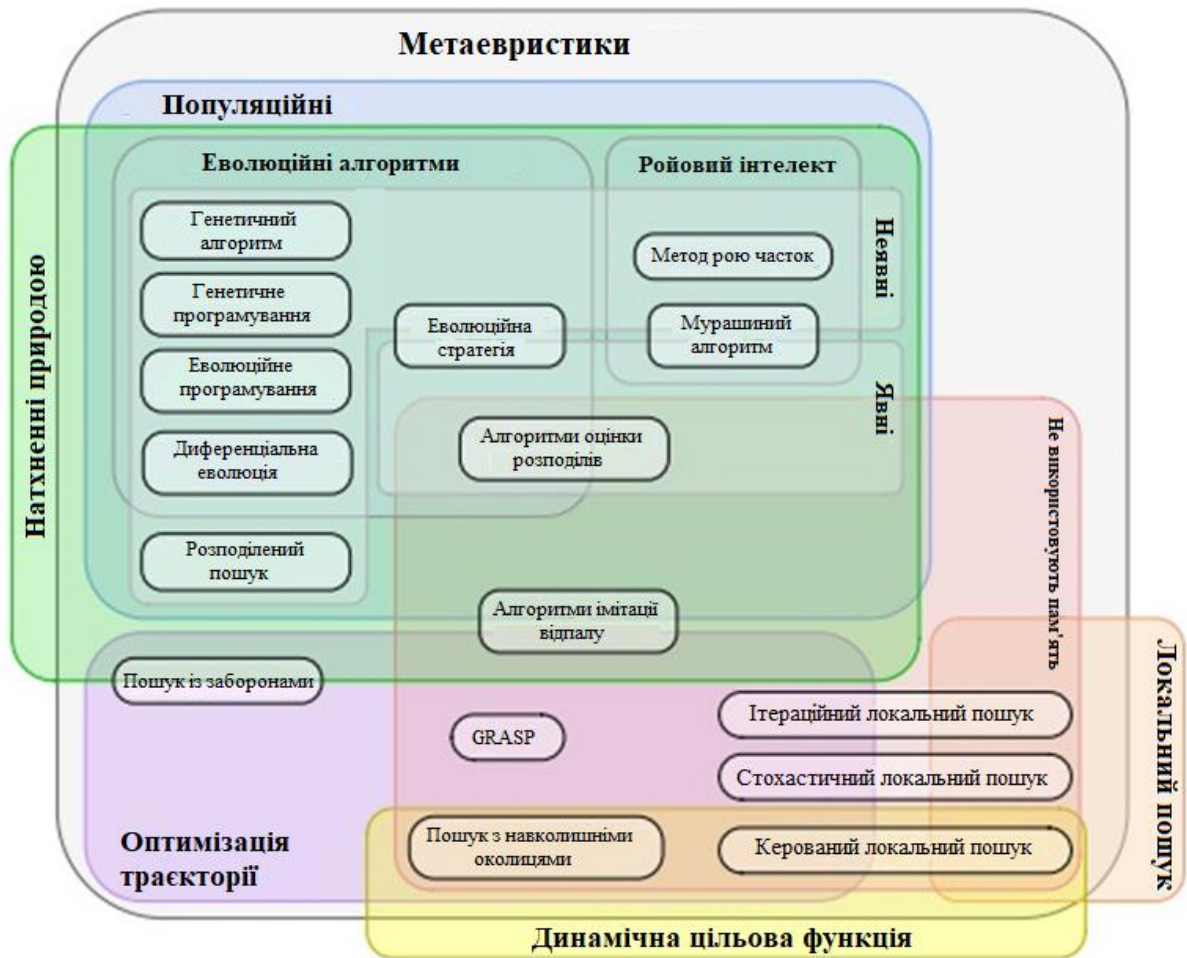 Метаевристики
Популяційні
Еволюційні алгоритми
Ройовий інтелект
Натхненні природою
Генетичний
алгоритм
Генетичне
програмування
Еволюційне
програмування
Диференціальна
еволюція
Розподілений
пошук
Еволюційна
стратегія
Метод рою часток
Мурашиний
алгоритм
Неявні
Явні
Алгоритми оцінки
розподілів
Не використовують пам'ять
Алгоритми імітації
відпалу
Пошук із заборонами
GRASP
Ітераційний локальний пошук
Стохастичний локальний пошук
Локальний пошук
Оптимізація
траєкторії
Пошук з навколишніми
околицями
Керований локальний пошук
Динамічна цільова функція